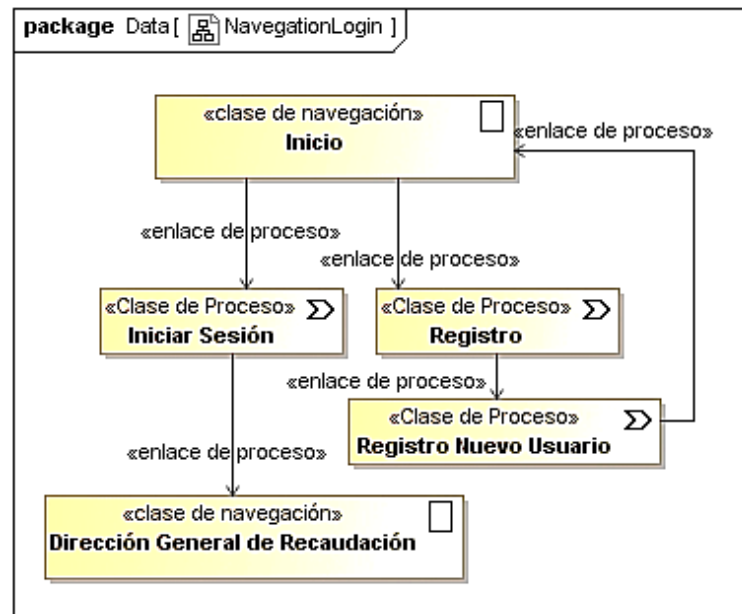 package Data[ NavegationLogin ]
«clase de navegación»
Inicio
«enlace de proceso»
«enlace de proceso»
«enlace de proceso»
«Clase de Proceso»
Iniciar Sesión
«Clase de Proceso»
Registro
«enlace de proceso»
«Clase de Proceso»
Registro Nuevo Usuario
«enlace de proceso»
«clase de navegación»
Dirección General de Recaudación